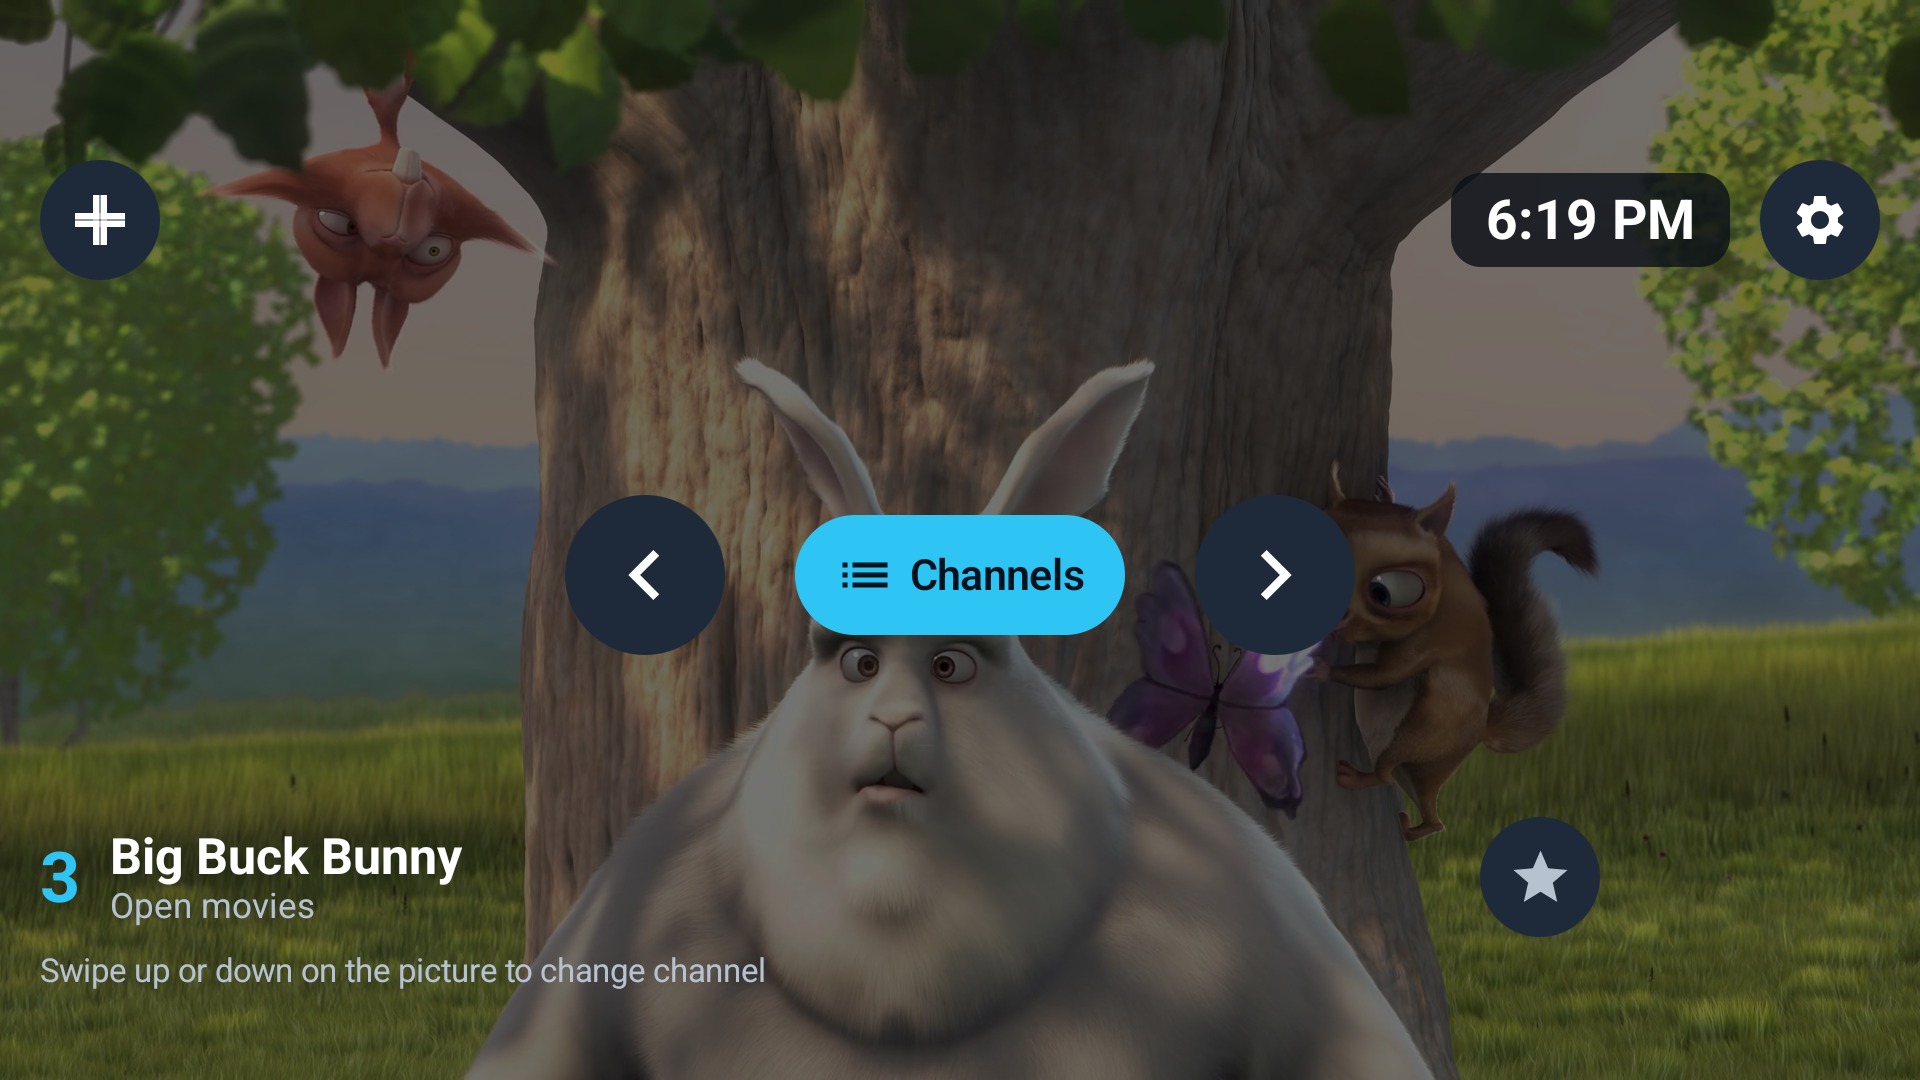 6:19 PM
Channels
3
Big Buck Bunny
Open movies
Swipe up or down on the picture to change channel